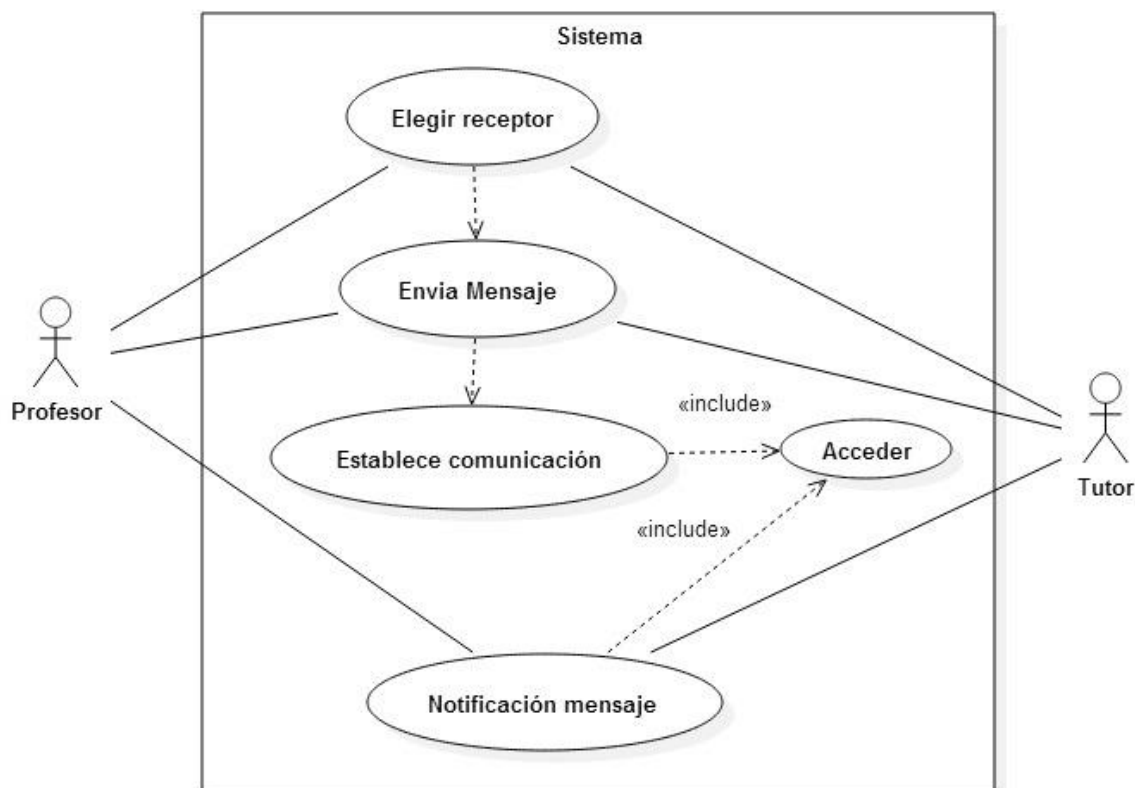 Sistema
Elegir receptor
Envia Mensaje
Profesor
«include»
Establece comunicación
Acceder
Tutor
«include»
Notificación mensaje